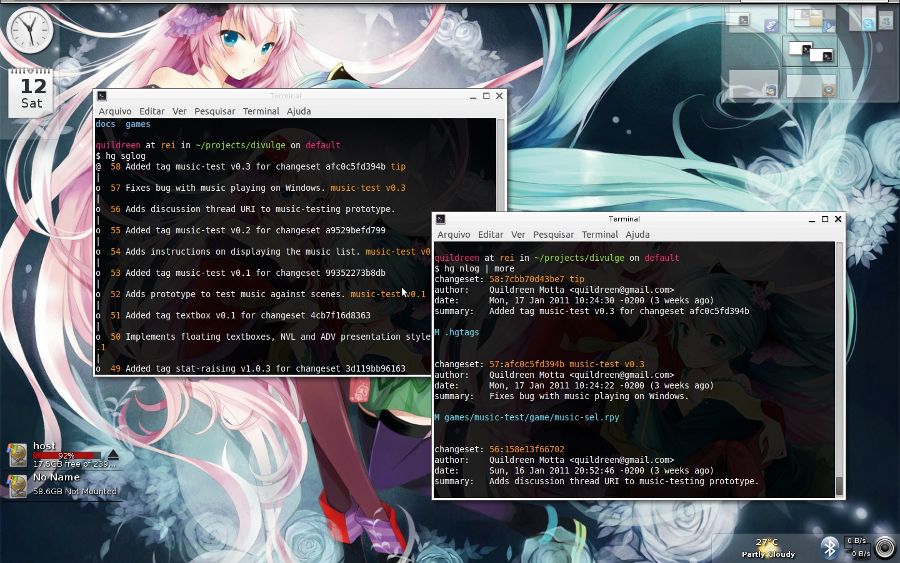 12
Sat
Terminal
Arquivo Editar Ver Pesquisar Terminal Ajuda
docs games
quildreen at rei in ~/projects/divulge on default
$ hg sglog
@ 58 Added tag music-test v0.3 for changeset afc0c5fd394b tip
|
o 57 Fixes bug with music playing on Windows. music-test v0.3
|
o 56 Adds discussion thread URI to music-testing prototype.
|
o 55 Added tag music-test v0.2 for changeset a9529befd799
|
o 54 Adds instructions on displaying the music list. music-test v0
|
o 53 Added tag music-test v0.1 for changeset 99352273b8db
|
o 52 Adds prototype to test music against scenes. music-test v0.1
|
o 51 Added textbox v0.1 for changeset 4cb7f16d8363
|
o 50 Implements floating textboxes, NVL and ADV presentation style
.1
|
o 49 Added tag stat-raising v1.0.3 for changeset 3d119bb96163
Terminal
Arquivo Editar Ver Pesquisar Terminal Ajuda
quildreen at rei in ~/projects/divulge on default
$ hg nlog | more
changeset: 58:7cbb70d43be7 tip
author: Quildreen Motta <quildreen@gmail.com>
date: Mon, 17 Jan 2011 10:24:30 -0200 (3 weeks ago)
summary: Added tag music-test v0.3 for changeset afc0c5fd394b
M .hgtags
changeset: 57:afc0c5fd394b music-test v0.3
author: Quildreen Motta <quildreen@gmail.com>
date: Mon, 17 Jan 2011 10:24:22 -0200 (3 weeks ago)
summary: Fixes bug with music playing on Windows.
M games/music-test/game/music-sel.rpy
changeset: 56:158e13f66702
author: Quildreen Motta <quildreen@gmail.com>
date: Sun, 16 Jan 2011 20:52:46 -0200 (3 weeks ago)
summary: Adds discussion thread URI to music-testing prototype.
host
92%
17.5GB free of 239...
No Name
58.6GB Not Mounted
27°C
Partly Cloudy
0 B/s
0 B/s